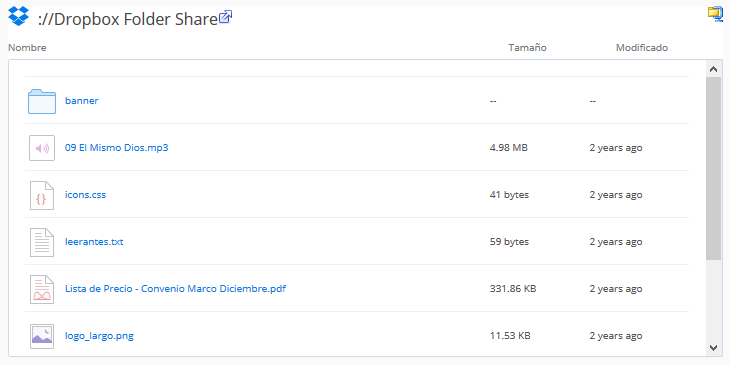 ://Dropbox Folder Share
Nombre Tamaño Modificado
banner -- --
09 El Mismo Dios.mp3 4.98 MB 2 years ago
icons.css 41 bytes 2 years ago
leerantes.txt 59 bytes 2 years ago
Lista de Precio - Convenio Marco Diciembre.pdf 331.86 KB 2 years ago
logo_largo.png 11.53 KB 2 years ago